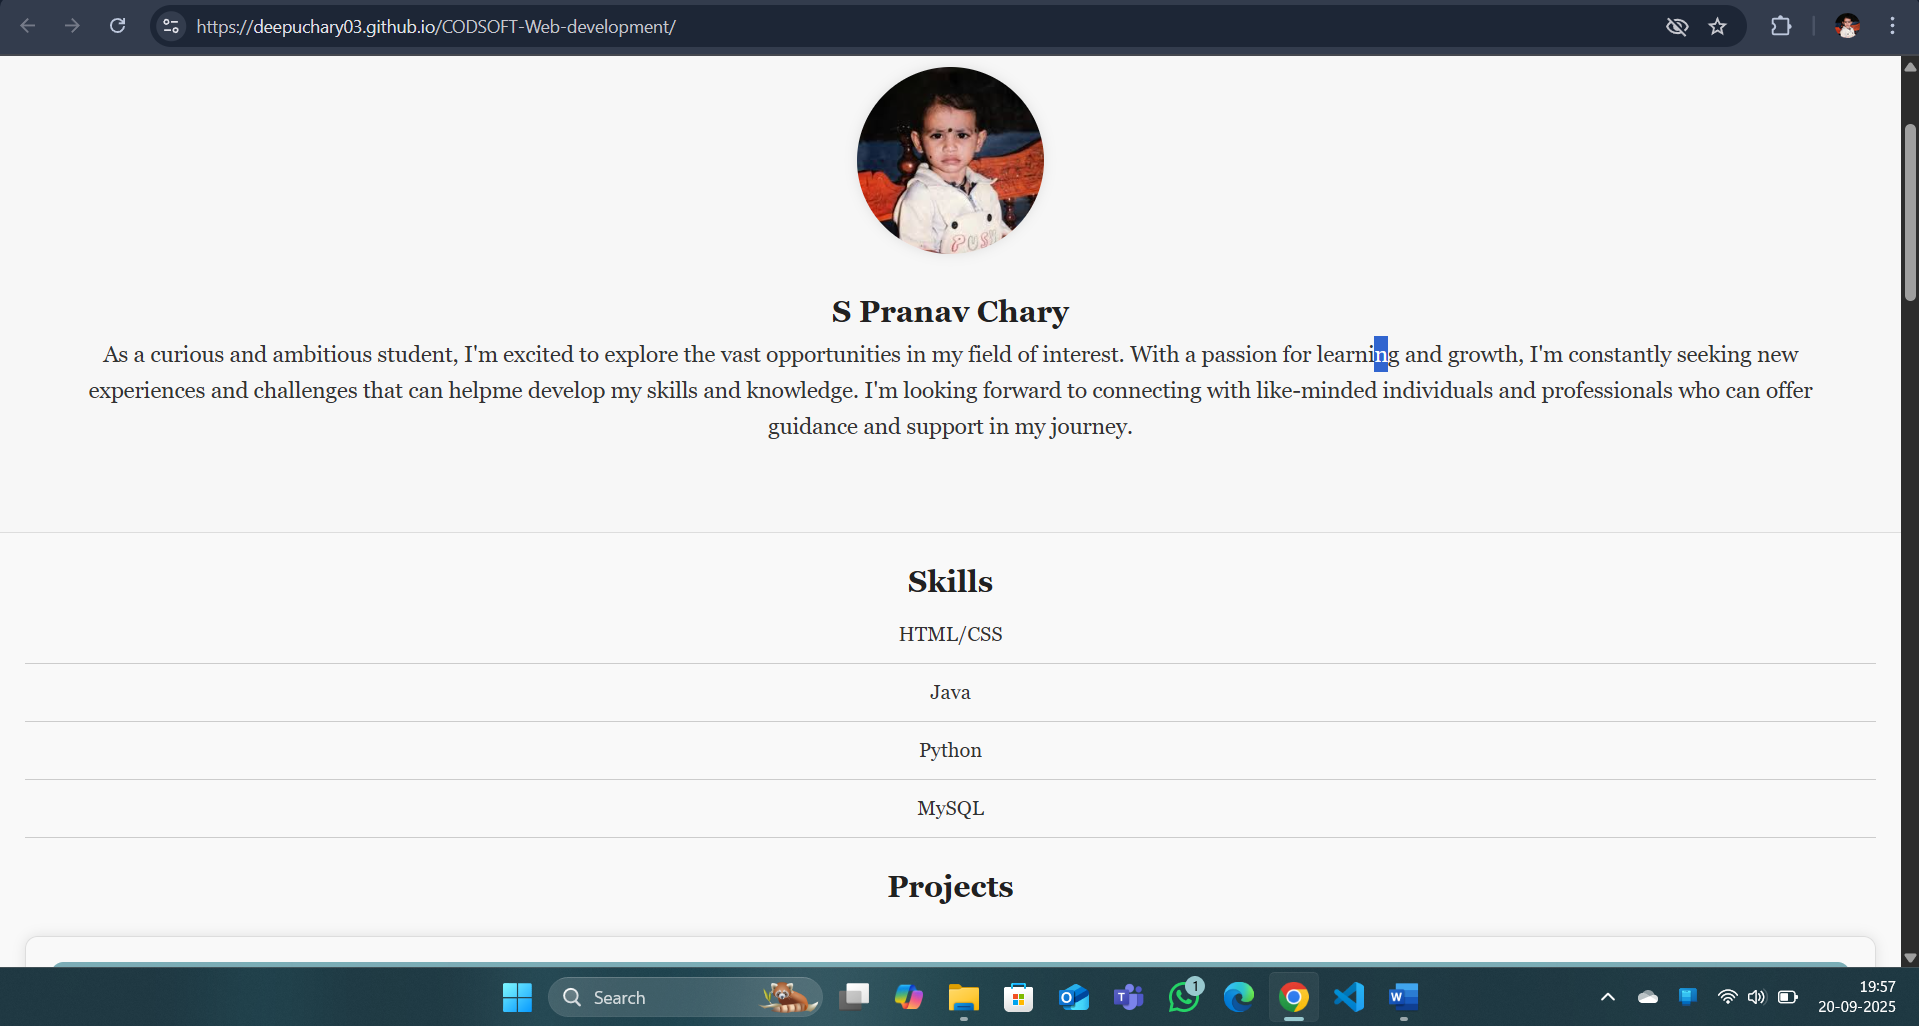 https://deepuchary03.github.io/CODSOFT-Web-development/
PUSH
S Pranav Chary
As a curious and ambitious student, I'm excited to explore the vast opportunities in my field of interest. With a passion for learning and growth, I'm constantly seeking new
experiences and challenges that can helpme develop my skills and knowledge. I'm looking forward to connecting with like-minded individuals and professionals who can offer
guidance and support in my journey.
Skills
HTML/CSS
Java
Python
MySQL
Projects
Search
1
19:57
20-09-2025